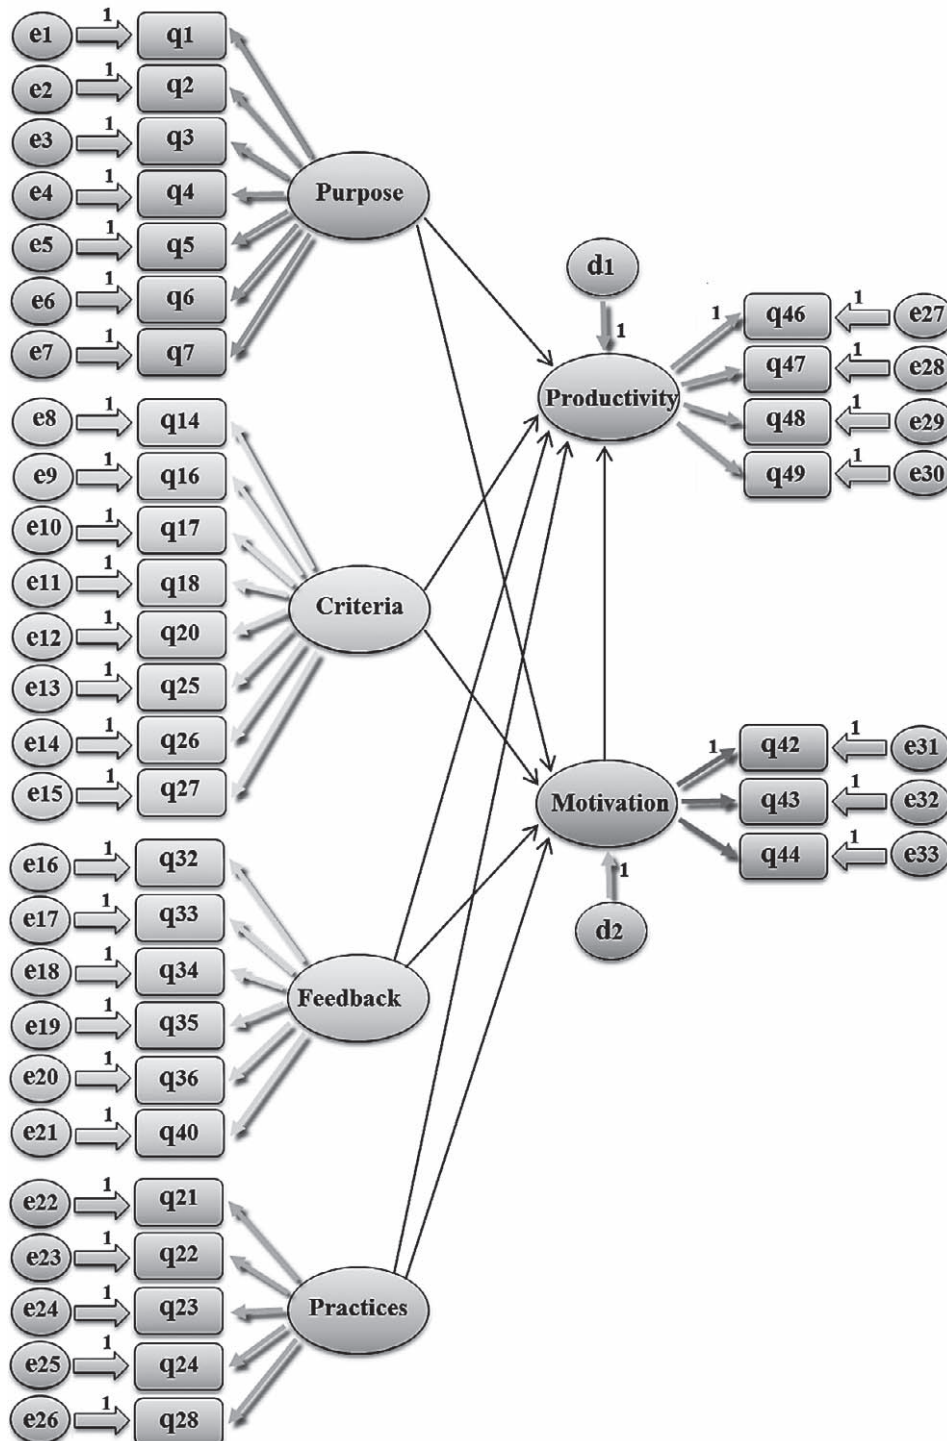 e1 1 q1
e2 1 q2
e3 1 q3
e4 1 q4
e5 1 q5
e6 1 q6
e7 1 q7
Purpose
e8 1 q14
e9 1 q16
e10 1 q17
e11 1 q18
e12 1 q20
e13 1 q25
e14 1 q26
e15 1 q27
Criteria
e16 1 q32
e17 1 q33
e18 1 q34
e19 1 q35
e20 1 q36
e21 1 q40
Feedback
e22 1 q21
e23 1 q22
e24 1 q23
e25 1 q24
e26 1 q28
Practices
d1
1
Productivity
1 q46 1 e27
q47 1 e28
q48 1 e29
q49 1 e30
Motivation
1
d2
1 q42 1 e31
q43 1 e32
q44 1 e33